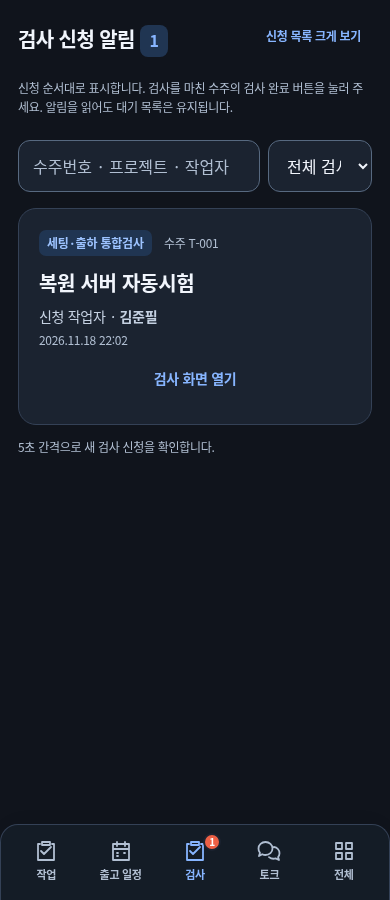 검사 신청 알림 1
신청 목록 크게 보기
신청 순서대로 표시합니다. 검사를 마친 수주의 검사 완료 버튼을 눌러 주
세요. 알림을 읽어도 대기 목록은 유지됩니다.
수주번호 · 프로젝트 · 작업자
전체 검사
세팅·출하 통합검사 수주 T-001
복원 서버 자동시험
신청 작업자 · 김준필
2026.11.18 22:02
검사 화면 열기
5초 간격으로 새 검사 신청을 확인합니다.
1
작업 출고 일정 검사 토크 전체